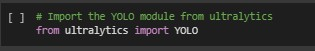 [ ] # Import the YOLO module from ultralytics
from ultralytics import YOLO